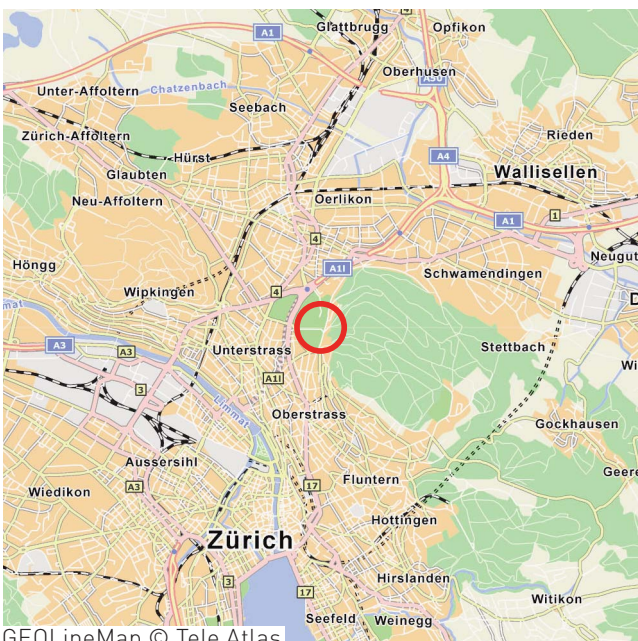 Glattbrugg
Opfikon
A1
Oberhusen
Unter-Affoltern
Chatzenbach
Seebach
Zürich-Affoltern
Rieden
Hürst
A4
Glaubten
Wallisellen
Neu-Affoltern
Oerlikon
1
A1
4
Neugut
Höngg
A1l
Schwamendingen
Wipkingen
4
A3
A3
Unterstrass
Stettbach
A1l
3
Limmat
Oberstrass
Gockhausen
Aussersihl
A3
Fluntern
17
Wiedikon
Hottingen
Zürich
Hirslanden
3
17
Witikon
Seefeld
Weinegg
GEOLineMap © Tele Atlas